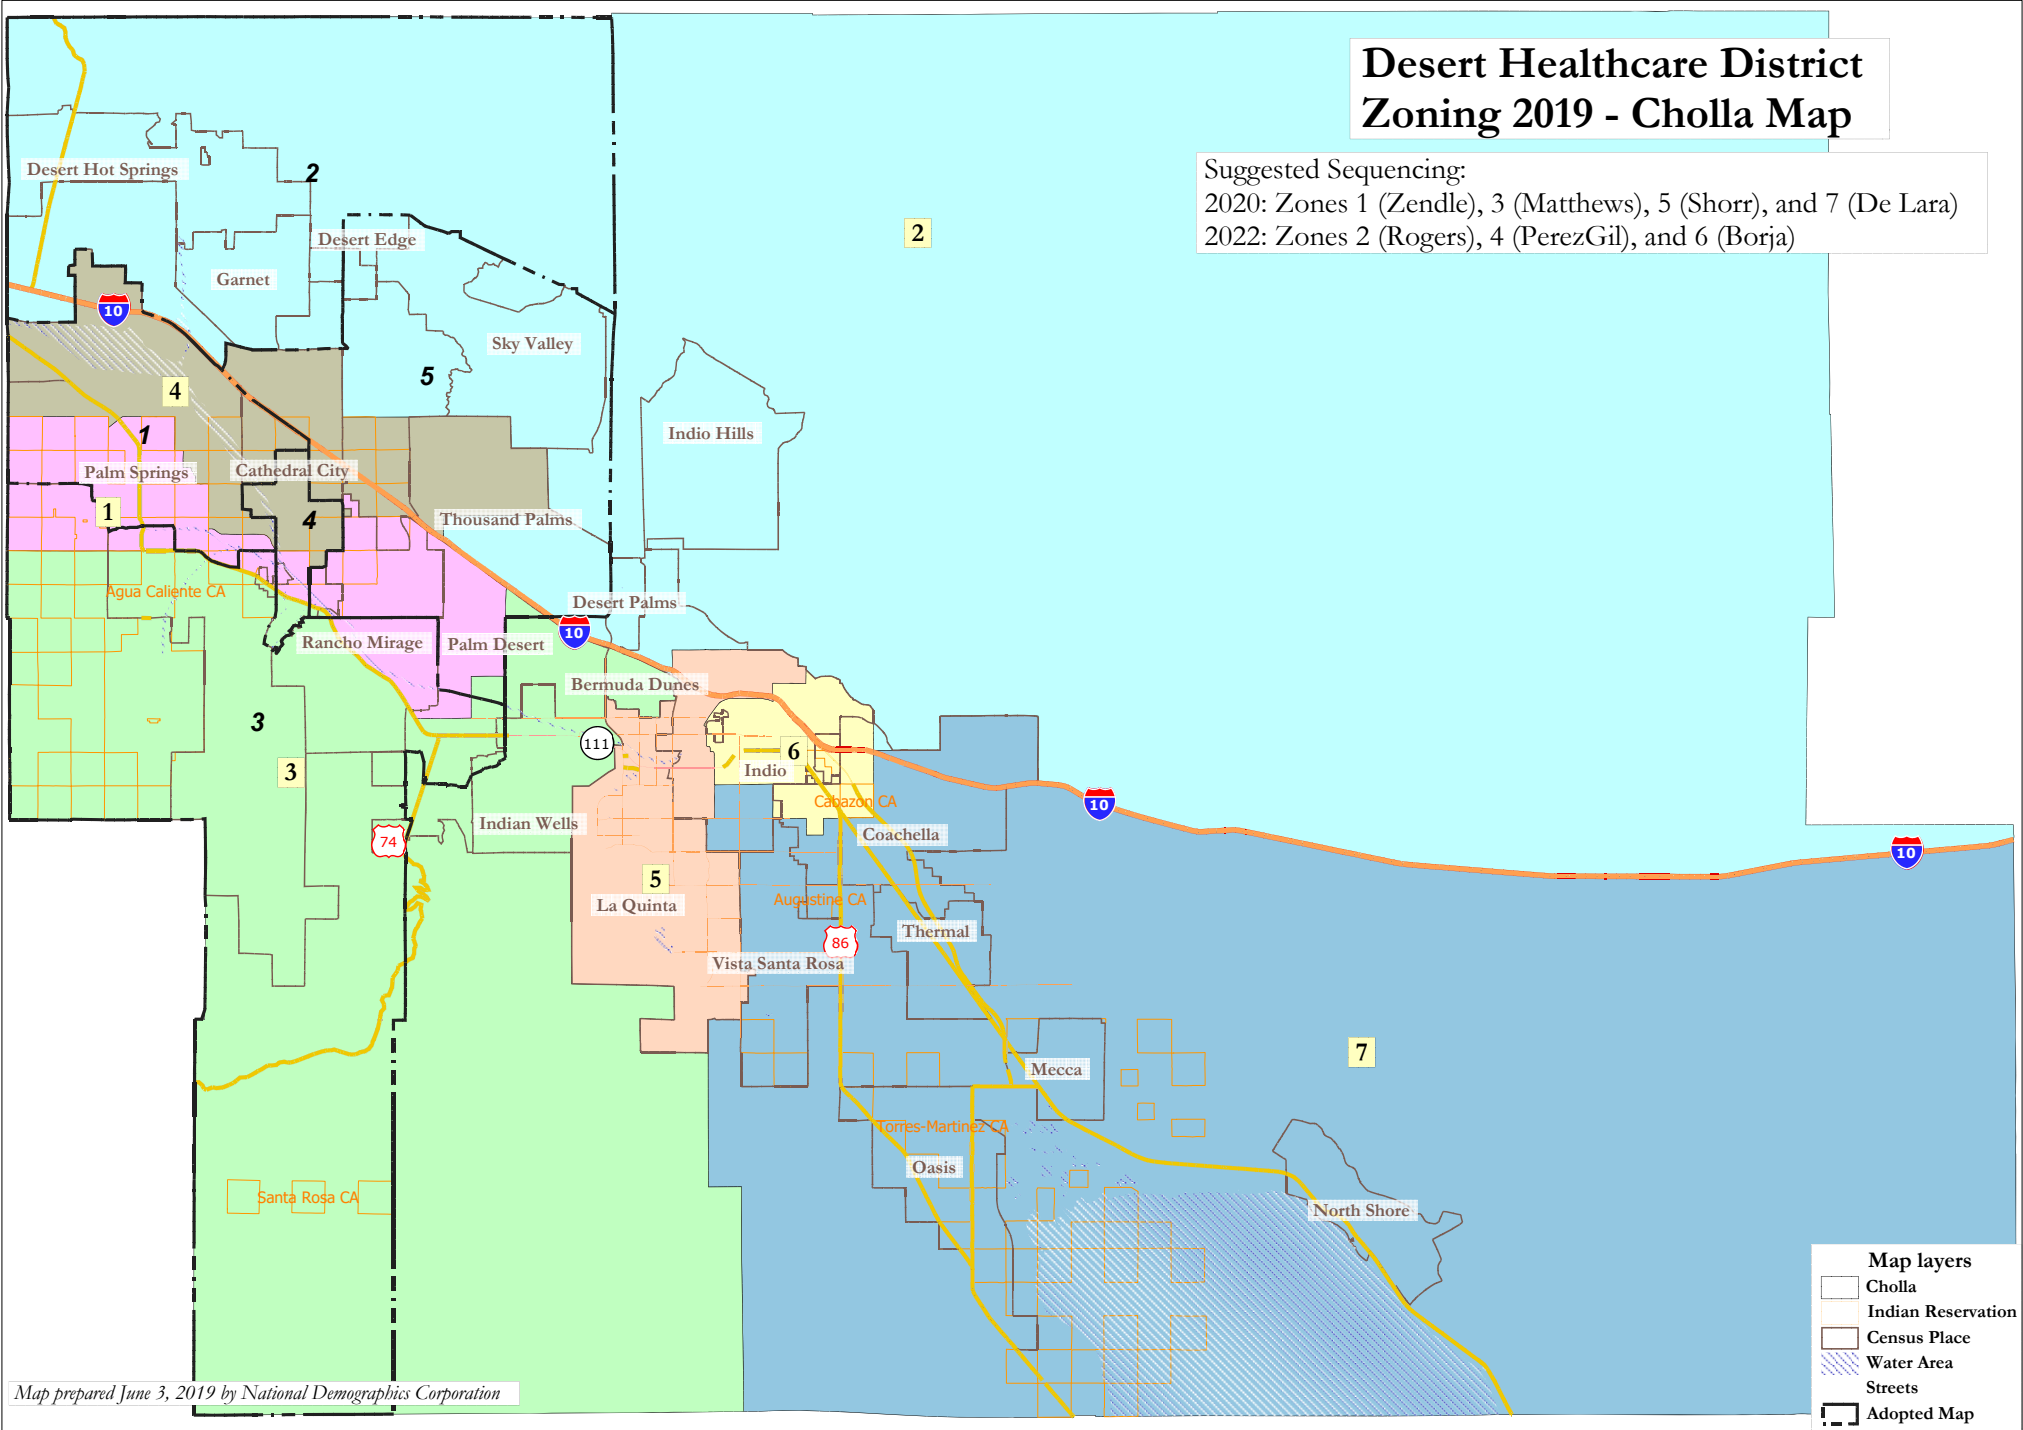 Desert Healthcare District
Zoning 2019 - Cholla Map
Suggested Sequencing:
2020: Zones 1 (Zendle), 3 (Matthews), 5 (Shorr), and 7 (De Lara)
2022: Zones 2 (Rogers), 4 (PerezGil), and 6 (Borja)
Desert Hot Springs
2
2
Desert Edge
Garnet
10
Sky Valley
5
4
1
Indio Hills
Palm Springs
Cathedral City
1
4
Thousand Palms
Agua Caliente CA
Desert Palms
10
Rancho Mirage
Palm Desert
Bermuda Dunes
3
111
6
3
Indio
Cabazon CA
10
Indian Wells
74
Coachella
10
5
La Quinta
Augustine CA
Thermal
86
Vista Santa Rosa
7
Mecca
Torres-Martinez CA
Oasis
Santa Rosa CA
North Shore
Map layers
Cholla
Indian Reservation
Census Place
Water Area
Streets
Adopted Map
Map prepared June 3, 2019 by National Demographics Corporation